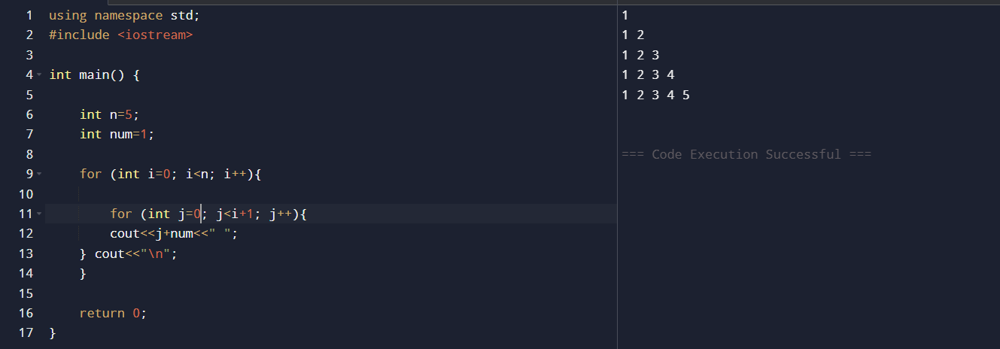 1 using namespace std;
2 #include <iostream>
3
4 int main() {
5
6     int n=5;
7     int num=1;
8
9     for (int i=0; i<n; i++){
10
11         for (int j=0; j<i+1; j++){
12         cout<<j+num<<" ";
13     } cout<<"\n";
14     }
15
16     return 0;
17 }
1
1 2
1 2 3
1 2 3 4
1 2 3 4 5
=== Code Execution Successful ===